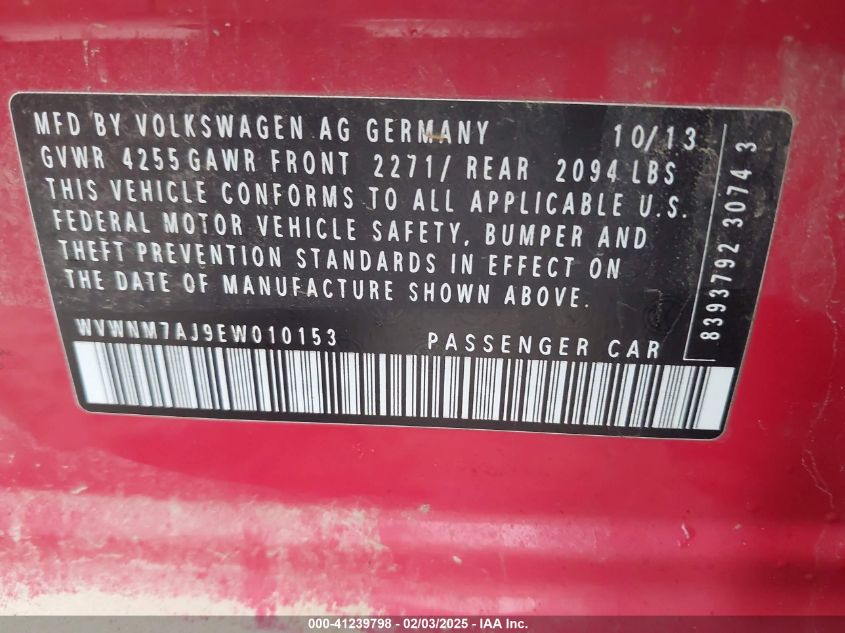 MFD BY VOLKSWAGEN AG GERMANY 10/13
GVWR 4255 GAWR FRONT 2271/ REAR 2094 LBS
THIS VEHICLE CONFORMS TO ALL APPLICABLE U.S.
FEDERAL MOTOR VEHICLE SAFETY, BUMPER AND
THEFT PREVENTION STANDARDS IN EFFECT ON
THE DATE OF MANUFACTURE SHOWN ABOVE.
WVWNM7AJ9EW010153 PASSENGER CAR
8393792 3074 3
000-41239798 - 02/03/2025 - IAA Inc.